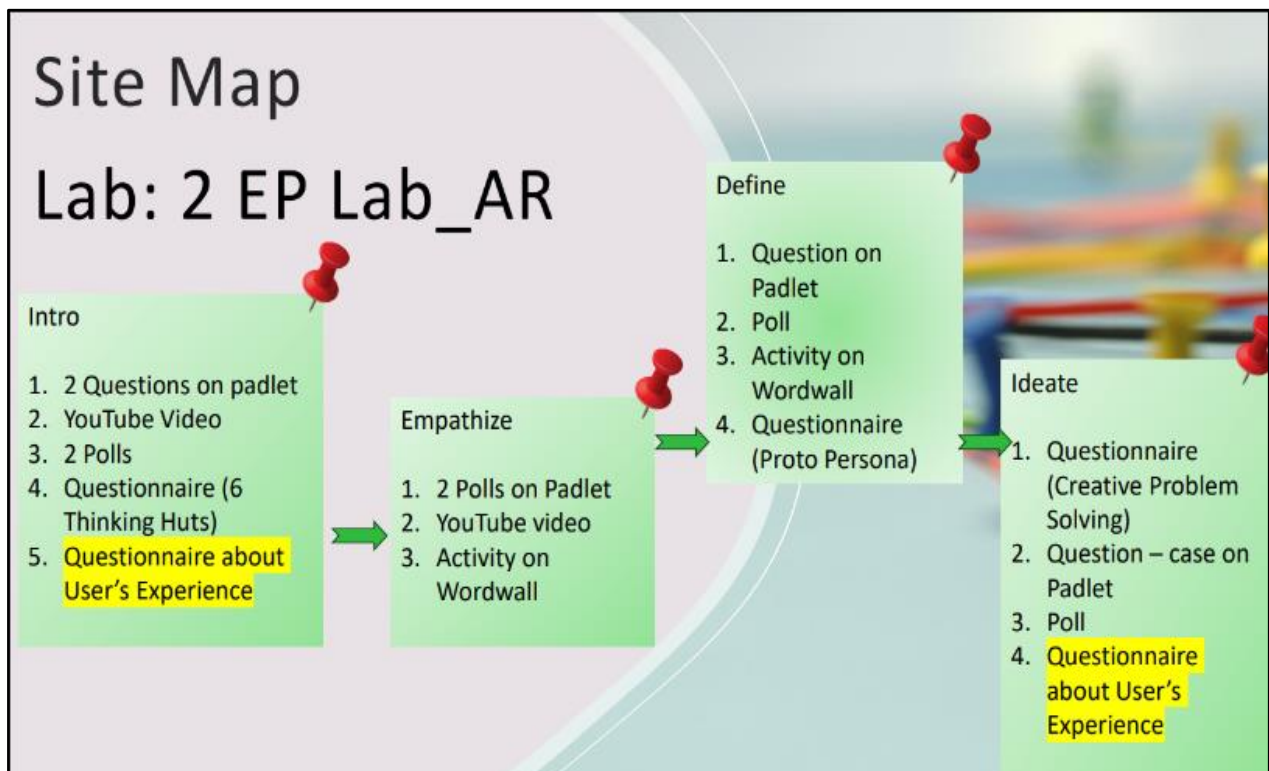 Site Map
Lab: 2 EP Lab_AR
Intro
1. 2 Questions on padlet
2. YouTube Video
3. 2 Polls
4. Questionnaire (6
Thinking Huts)
5. Questionnaire about
User's Experience
Empathize
1. 2 Polls on Padlet
2. YouTube video
3. Activity on
Wordwall
Define
1. Question on
Padlet
2. Poll
3. Activity on
Wordwall
4. Questionnaire
(Proto Persona)
Ideate
1. Questionnaire
(Creative Problem
Solving)
2. Question – case on
Padlet
3. Poll
4. Questionnaire
about User's
Experience